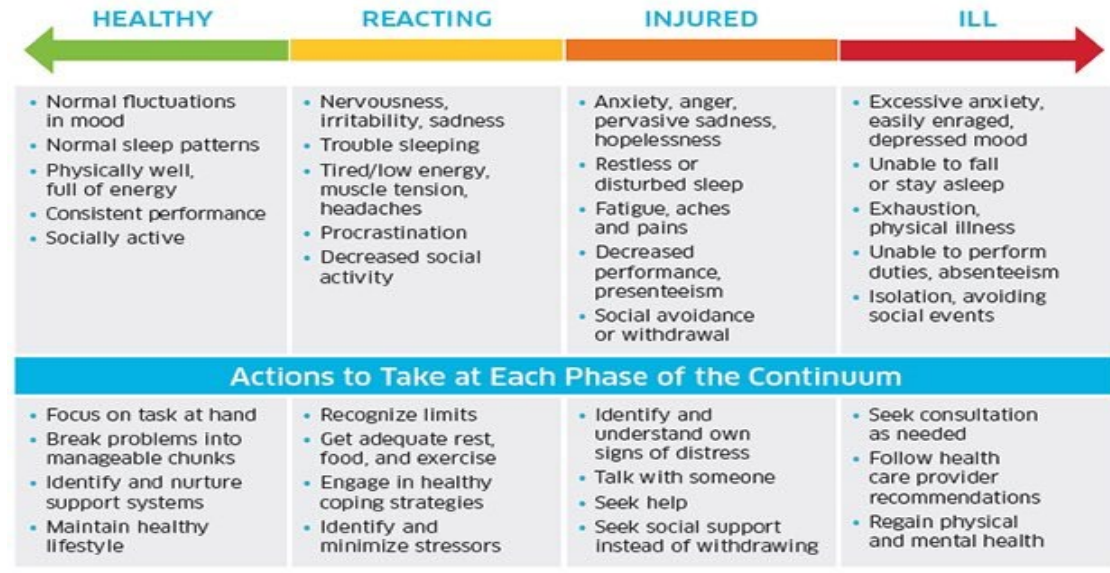 HEALTHY
REACTING
INJURED
ILL
• Normal fluctuations
in mood
• Normal sleep patterns
• Physically well,
full of energy
• Consistent performance
• Socially active
• Nervousness,
irritability, sadness
• Trouble sleeping
• Tired/low energy,
muscle tension,
headaches
• Procrastination
• Decreased social
activity
• Anxiety, anger,
pervasive sadness,
hopelessness
• Restless or
disturbed sleep
• Fatigue, aches
and pains
• Decreased
performance,
presenteeism
• Social avoidance
or withdrawal
• Excessive anxiety,
easily enraged,
depressed mood
• Unable to fall
or stay asleep
• Exhaustion,
physical illness
• Unable to perform
duties, absenteeism
• Isolation, avoiding
social events
Actions to Take at Each Phase of the Continuum
• Focus on task at hand
• Break problems into
manageable chunks
• Identify and nurture
support systems
• Maintain healthy
lifestyle
• Recognize limits
• Get adequate rest,
food, and exercise
• Engage in healthy
coping strategies
• Identify and
minimize stressors
• Identify and
understand own
signs of distress
• Talk with someone
• Seek help
• Seek social support
instead of withdrawing
• Seek consultation
as needed
• Follow health
care provider
recommendations
• Regain physical
and mental health